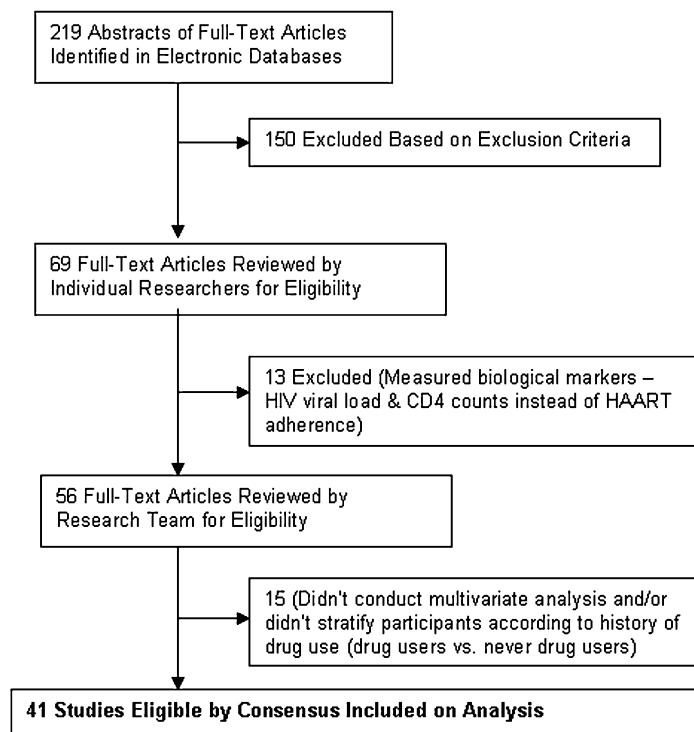 219 Abstracts of Full-Text Articles
Identified in Electronic Databases
150 Excluded Based on Exclusion Criteria
69 Full-Text Articles Reviewed by
Individual Researchers for Eligibility
13 Excluded (Measured biological markers –
HIV viral load & CD4 counts instead of HAART
adherence)
56 Full-Text Articles Reviewed by
Research Team for Eligibility
15 (Didn't conduct multivariate analysis and/or
didn't stratify participants according to history of
drug use (drug users vs. never drug users)
41 Studies Eligible by Consensus Included on Analysis